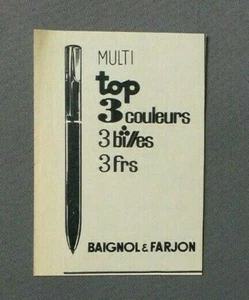 MULTI
top
3 couleurs
3 billes
3 frs
BAIGNOL & FARJON